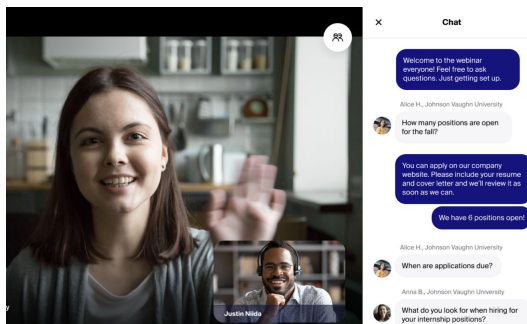 Chat
Welcome to the webinar
everyone! Feel free to ask
questions. Just getting set up.
Alice H., Johnson Vaughn University
How many positions are open
for the fall?
You can apply on our company
website. Please include your resume
and cover letter and we'll review it as
soon as we can.
We have 6 positions open!
Alice H., Johnson Vaughn University
When are applications due?
Anna B., Johnson Vaughn University
What do you look for when hiring for
your internship positions?
y
Justin Niida